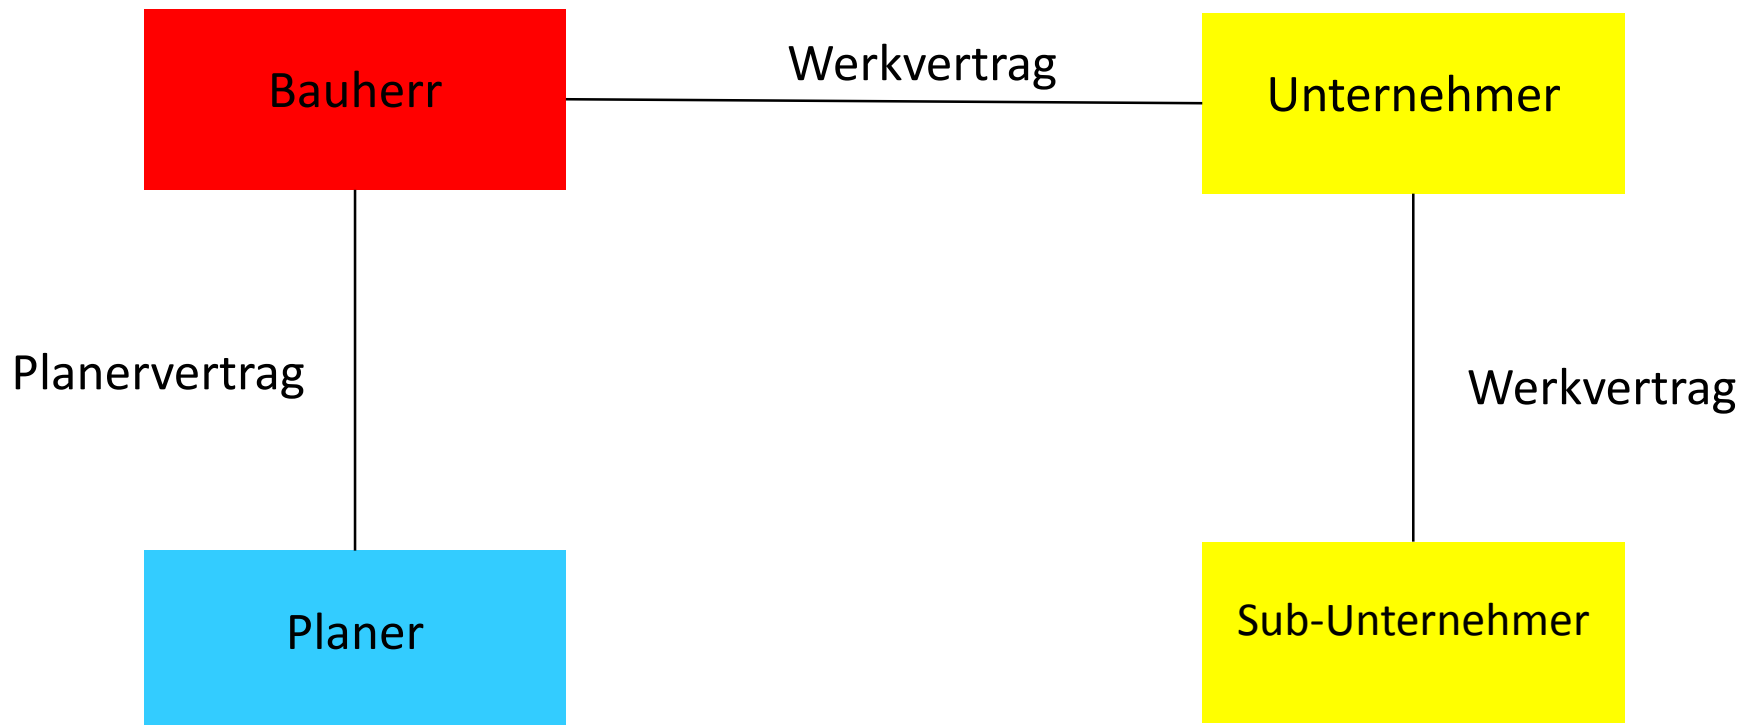 Bauherr
Werkvertrag
Unternehmer
Planervertrag
Werkvertrag
Planer
Sub-Unternehmer